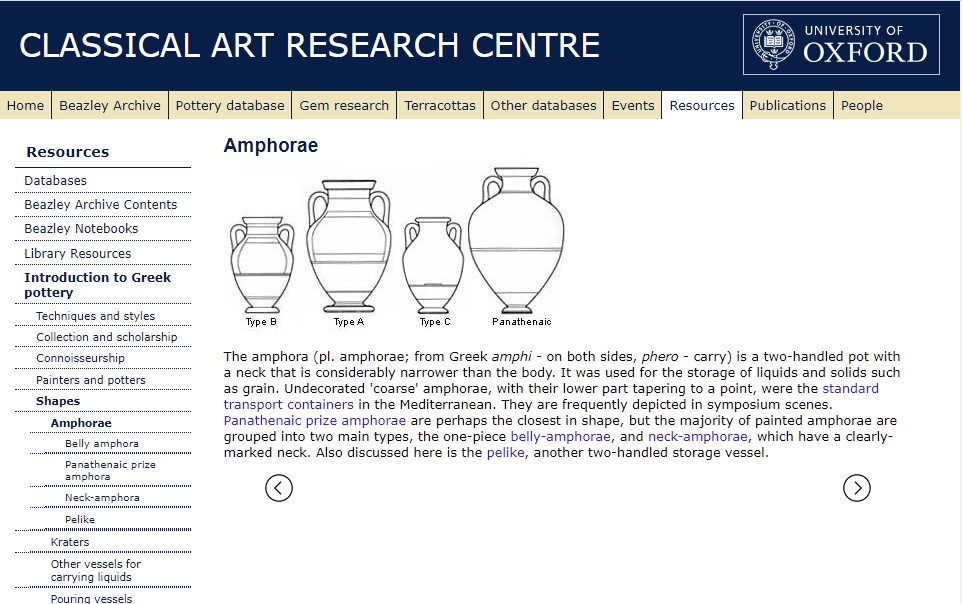 CLASSICAL ART RESEARCH CENTRE
UNIVERSITY OF
OXFORD
Home Beazley Archive Pottery database Gem research Terracottas Other databases Events Resources Publications People
Resources
Databases
Beazley Archive Contents
Beazley Notebooks
Library Resources
Introduction to Greek
pottery
Techniques and styles
Collection and scholarship
Connoisseurship
Painters and potters
Shapes
Amphorae
Belly amphora
Panathenaic prize
amphora
Neck-amphora
Pelike
Kraters
Other vessels for
carrying liquids
Pouring vessels
Amphorae
Type B Type A Type C Panathenaic
The amphora (pl. amphorae; from Greek amphi - on both sides, phero - carry) is a two-handled pot with
a neck that is considerably narrower than the body. It was used for the storage of liquids and solids such
as grain. Undecorated 'coarse' amphorae, with their lower part tapering to a point, were the standard
transport containers in the Mediterranean. They are frequently depicted in symposium scenes.
Panathenaic prize amphorae are perhaps the closest in shape, but the majority of painted amphorae are
grouped into two main types, the one-piece belly-amphorae, and neck-amphorae, which have a clearly-
marked neck. Also discussed here is the pelike, another two-handled storage vessel.